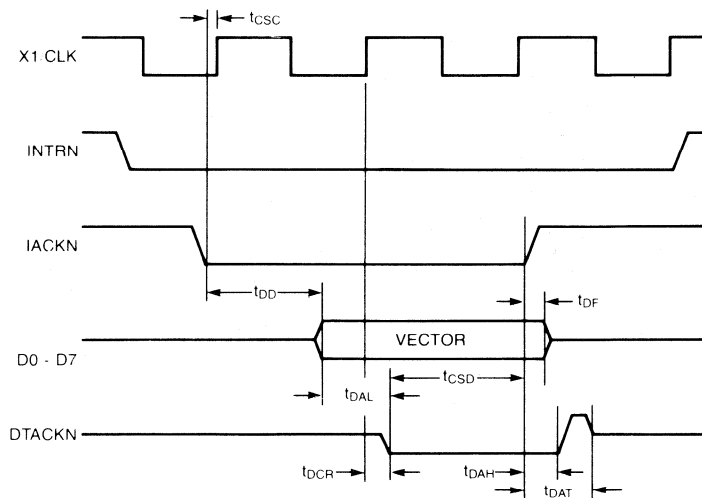 tCSC
X1 CLK
INTRN
IACKN
tDD
tDF
VECTOR
D0 - D7
tCSD
tDAL
DTACKN
tDCR
tDAH
tDAT